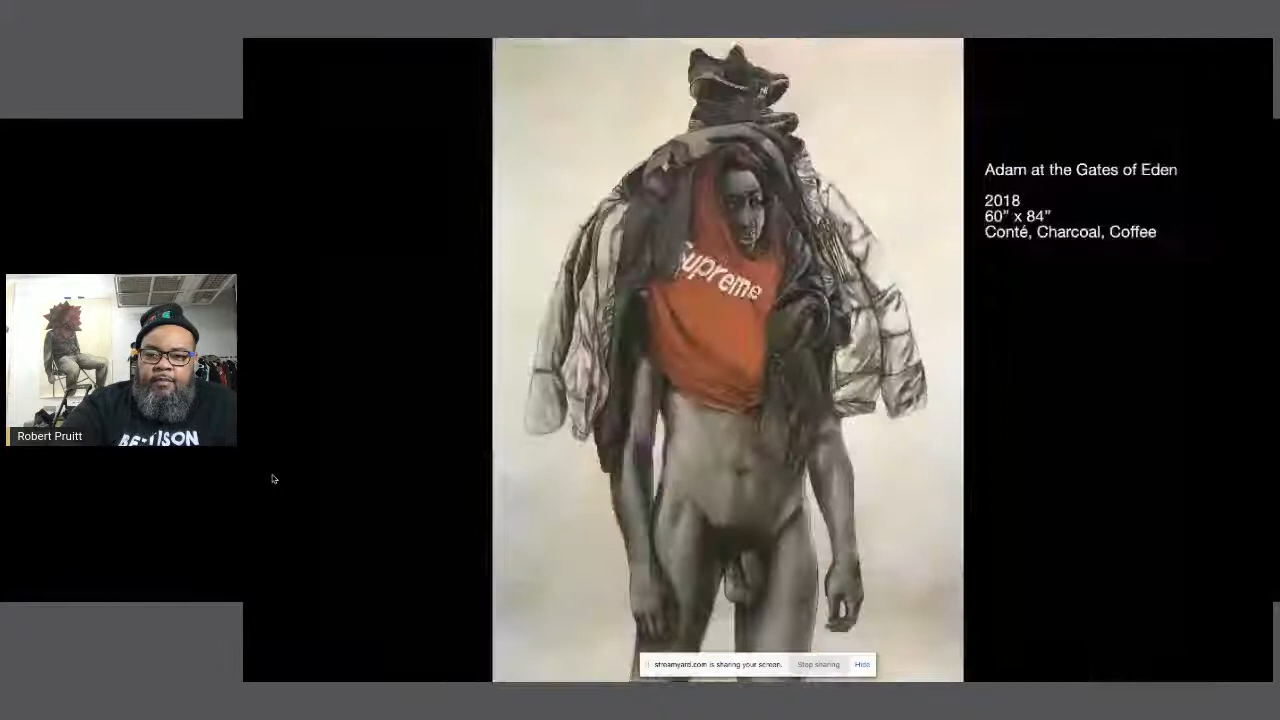 Adam at the Gates of Eden
2018
60” x 84”
Conté, Charcoal, Coffee
Supreme
Robert Pruitt
streamyard.com is sharing your screen.
Stop sharing
Hide